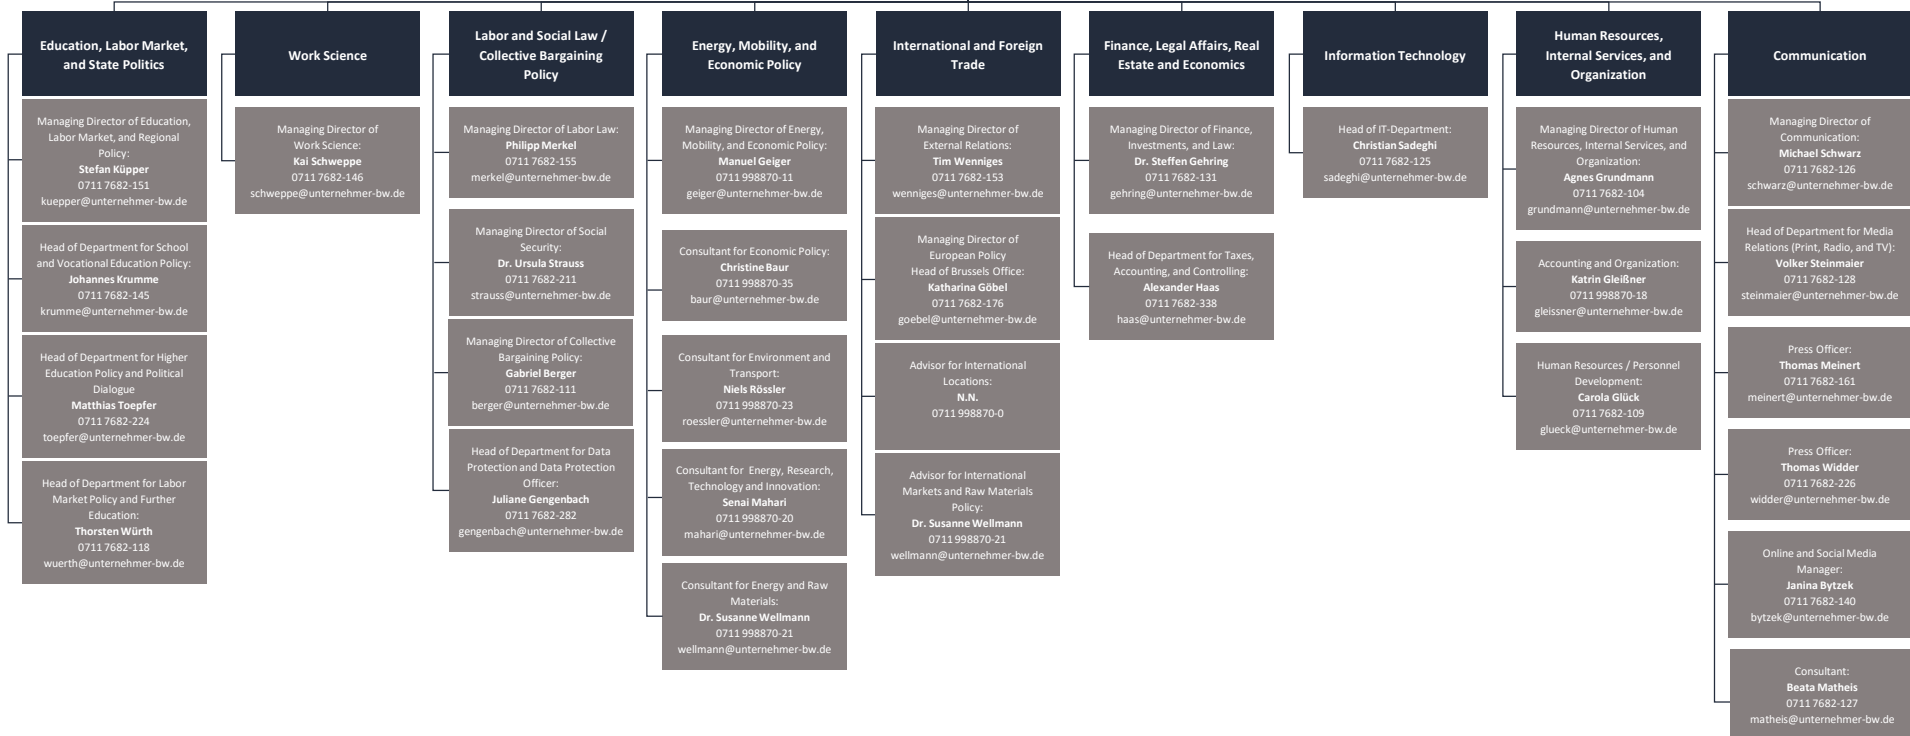 Education, Labor Market,
and State Politics
Managing Director of Education,
Labor Market, and Regional
Policy:
Stefan Küpper
0711 7682-151
kuepper@unternehmer-bw.de
Head of Department for School
and Vocational Education Policy:
Johannes Krumme
0711 7682-145
krumme@unternehmer-bw.de
Head of Department for Higher
Education Policy and Political
Dialogue
Matthias Toepfer
0711 7682-224
toepfer@unternehmer-bw.de
Head of Department for Labor
Market Policy and Further
Education:
Thorsten Würth
0711 7682-118
wuerth@unternehmer-bw.de
Work Science
Managing Director of
Work Science:
Kai Schweppe
0711 7682-146
schweppe@unternehmer-bw.de
Labor and Social Law /
Collective Bargaining
Policy
Managing Director of Labor Law:
Philipp Merkel
0711 7682-155
merkel@unternehmer-bw.de
Managing Director of Social
Security:
Dr. Ursula Strauss
0711 7682-211
strauss@unternehmer-bw.de
Managing Director of Collective
Bargaining Policy:
Gabriel Berger
0711 7682-111
berger@unternehmer-bw.de
Head of Department for Data
Protection and Data Protection
Officer:
Juliane Gengenbach
0711 7682-282
gengenbach@unternehmer-bw.de
Energy, Mobility, and
Economic Policy
Managing Director of Energy,
Mobility, and Economic Policy:
Manuel Geiger
0711 998870-11
geiger@unternehmer-bw.de
Consultant for Economic Policy:
Christine Baur
0711 998870-35
baur@unternehmer-bw.de
Consultant for Environment and
Transport:
Niels Rössler
0711 998870-23
roessler@unternehmer-bw.de
Consultant for Energy, Research,
Technology and Innovation:
Senai Mahari
0711 998870-20
mahari@unternehmer-bw.de
Consultant for Energy and Raw
Materials:
Dr. Susanne Wellmann
0711 998870-21
wellmann@unternehmer-bw.de
International and Foreign
Trade
Managing Director of
External Relations:
Tim Wenniges
0711 7682-153
wenniges@unternehmer-bw.de
Managing Director of
European Policy
Head of Brussels Office:
Katharina Göbel
0711 7682-176
goebel@unternehmer-bw.de
Advisor for International
Locations:
N.N.
0711 998870-0
Advisor for International
Markets and Raw Materials
Policy:
Dr. Susanne Wellmann
0711 998870-21
wellmann@unternehmer-bw.de
Finance, Legal Affairs, Real
Estate and Economics
Managing Director of Finance,
Investments, and Law:
Dr. Steffen Gehring
0711 7682-131
gehring@unternehmer-bw.de
Head of Department for Taxes,
Accounting, and Controlling:
Alexander Haas
0711 7682-338
haas@unternehmer-bw.de
Information Technology
Head of IT-Department:
Christian Sadeghi
0711 7682-125
sadeghi@unternehmer-bw.de
Human Resources,
Internal Services, and
Organization
Managing Director of Human
Resources, Internal Services, and
Organization:
Agnes Grundmann
0711 7682-104
grundmann@unternehmer-bw.de
Accounting and Organization:
Katrin Gleißner
0711 998870-18
gleissner@unternehmer-bw.de
Human Resources / Personnel
Development:
Carola Glück
0711 7682-109
glueck@unternehmer-bw.de
Communication
Managing Director of
Communication:
Michael Schwarz
0711 7682-126
schwarz@unternehmer-bw.de
Head of Department for Media
Relations (Print, Radio, and TV):
Volker Steinmaier
0711 7682-128
steinmaier@unternehmer-bw.de
Press Officer:
Thomas Meinert
0711 7682-161
meinert@unternehmer-bw.de
Press Officer:
Thomas Widder
0711 7682-226
widder@unternehmer-bw.de
Online and Social Media
Manager:
Janina Bytzek
0711 7682-140
bytzek@unternehmer-bw.de
Consultant:
Beata Matheis
0711 7682-127
matheis@unternehmer-bw.de